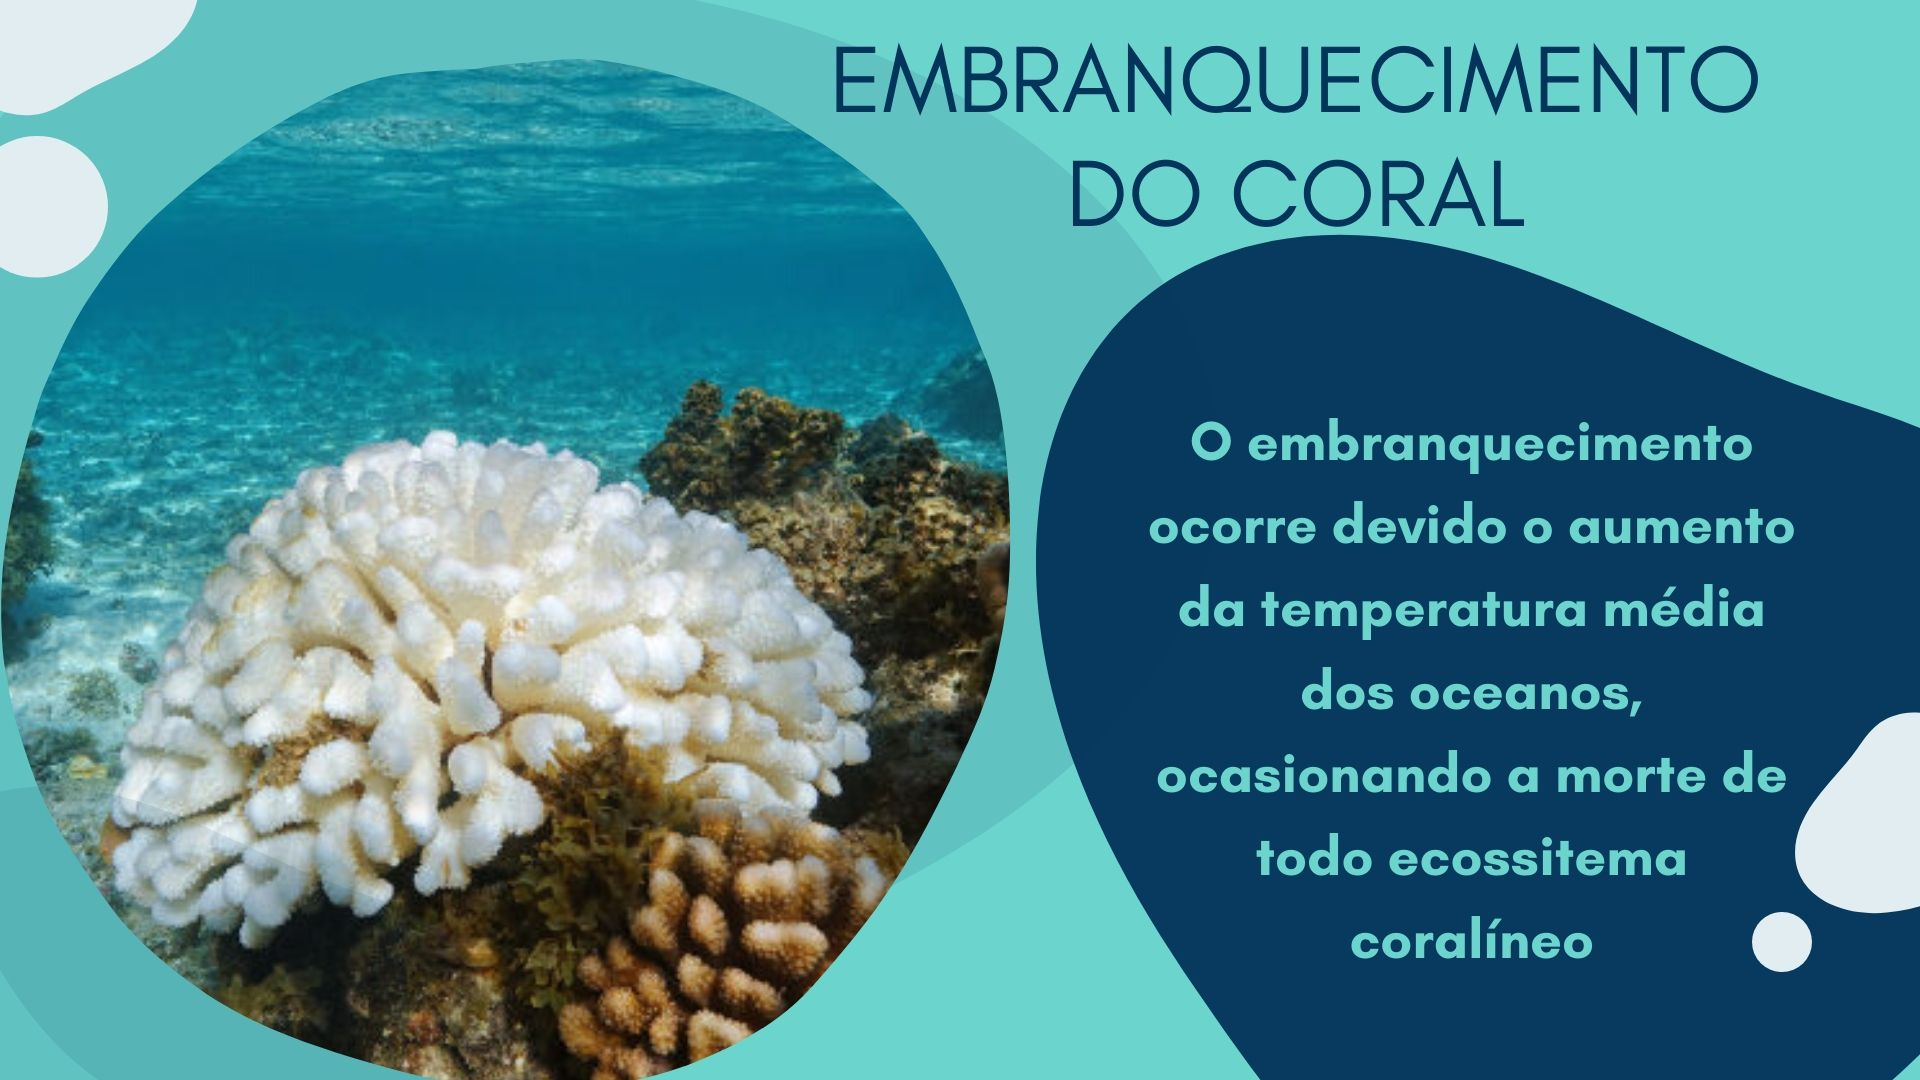 EMBRANQUECIMENTO
DO CORAL
O embranquecimento
ocorre devido o aumento
da temperatura média
dos oceanos,
ocasionando a morte de
todo ecossitema
coralíneo